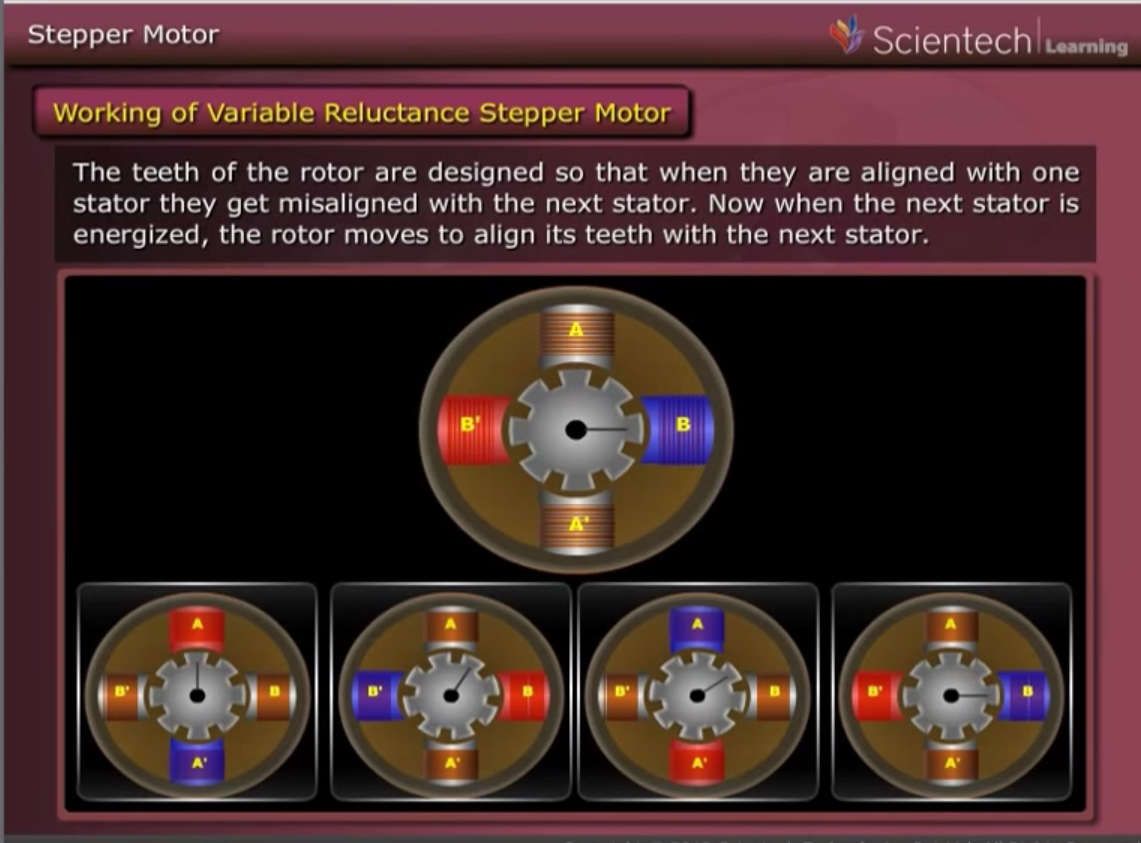 Stepper Motor
Scientech Learning
Working of Variable Reluctance Stepper Motor
The teeth of the rotor are designed so that when they are aligned with one
stator they get misaligned with the next stator. Now when the next stator is
energized, the rotor moves to align its teeth with the next stator.
A
B' B
A'
A A A A
B' B B' B B' B B' B
A' A' A' A'